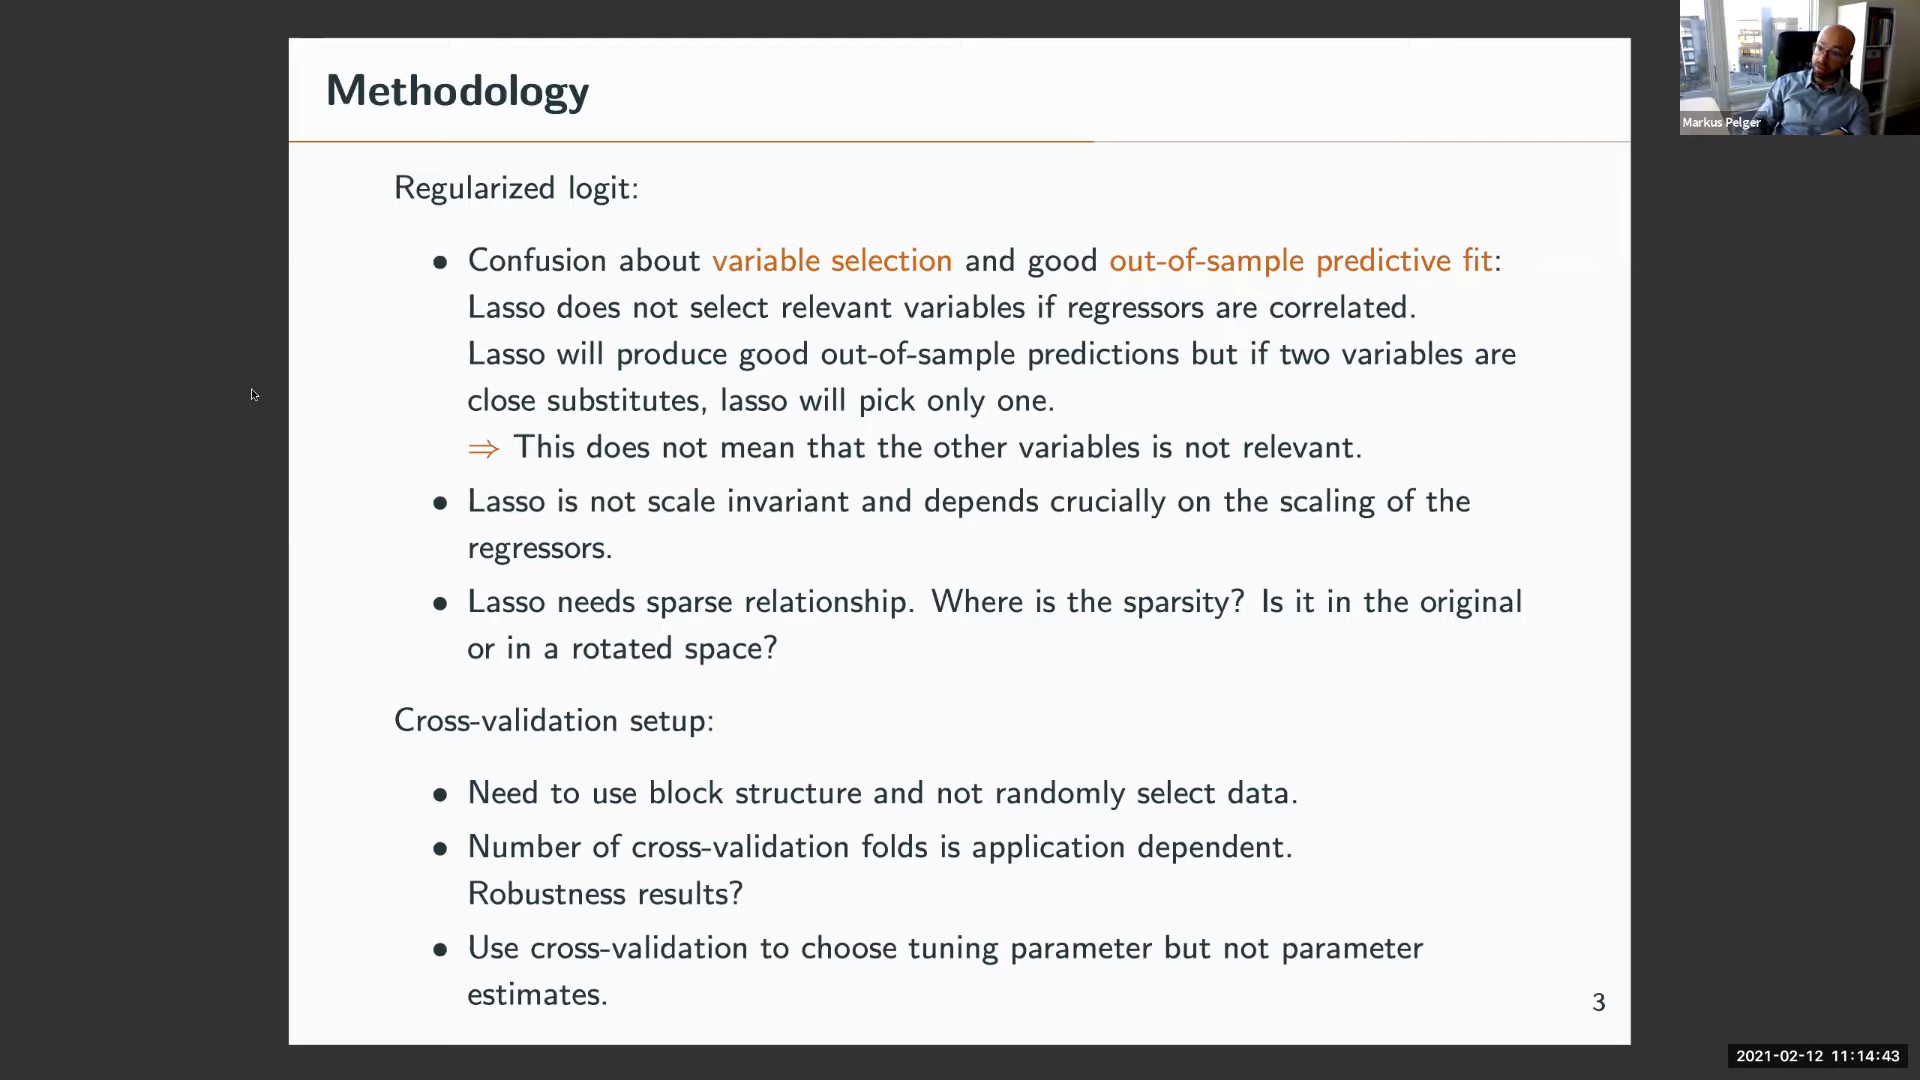 Methodology
Markus Pelger
Regularized logit:
• Confusion about variable selection and good out-of-sample predictive fit:
Lasso does not select relevant variables if regressors are correlated.
Lasso will produce good out-of-sample predictions but if two variables are
close substitutes, lasso will pick only one.
⇒ This does not mean that the other variables is not relevant.
• Lasso is not scale invariant and depends crucially on the scaling of the
regressors.
• Lasso needs sparse relationship. Where is the sparsity? Is it in the original
or in a rotated space?
Cross-validation setup:
• Need to use block structure and not randomly select data.
• Number of cross-validation folds is application dependent.
Robustness results?
• Use cross-validation to choose tuning parameter but not parameter
estimates.
3
2021-02-12 11:14:43